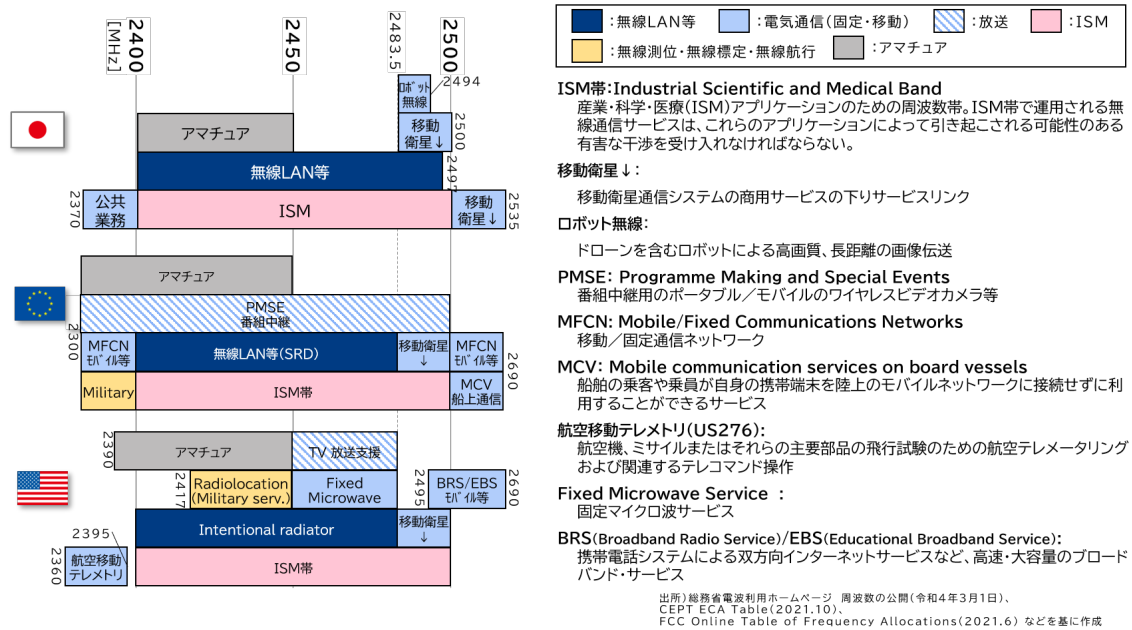 2400
[MHz]
2450
2483.5
2500
:無線LAN等
:電気通信(固定・移動)
:放送
:ISM
:無線測位・無線標定・無線航行
:アマチュア
ロボット
無線
2494
アマチュア
移動
衛星↓
2500
無線LAN等
2497
2370
公共
業務
ISM
移動
衛星↓
2535
アマチュア
PMSE
番組中継
2300
MFCN
モバイル等
無線LAN等(SRD)
移動衛星
↓
MFCN
モバイル等
2690
Military
ISM帯
MCV
船上通信
2390
アマチュア
TV 放送支援
2417
Radiolocation
(Military serv.)
Fixed
Microwave
2495
BRS/EBS
モバイル等
2690
Intentional radiator
移動衛星
↓
2395
2360
航空移動
テレメトリ
ISM帯
ISM帯:Industrial Scientific and Medical Band
産業・科学・医療(ISM)アプリケーションのための周波数帯。ISM帯で運用される無
線通信サービスは、これらのアプリケーションによって引き起こされる可能性のある
有害な干渉を受け入れなければならない。
移動衛星↓:
移動衛星通信システムの商用サービスの下りサービスリンク
ロボット無線:
ドローンを含むロボットによる高画質、長距離の画像伝送
PMSE: Programme Making and Special Events
番組中継用のポータブル/モバイルのワイヤレスビデオカメラ等
MFCN: Mobile/Fixed Communications Networks
移動/固定通信ネットワーク
MCV: Mobile communication services on board vessels
船舶の乗客や乗員が自身の携帯端末を陸上のモバイルネットワークに接続せずに利
用することができるサービス
航空移動テレメトリ(US276):
航空機、ミサイルまたはそれらの主要部品の飛行試験のための航空テレメータリング
および関連するテレコマンド操作
Fixed Microwave Service :
固定マイクロ波サービス
BRS(Broadband Radio Service)/EBS(Educational Broadband Service):
携帯電話システムによる双方向インターネットサービスなど、高速・大容量のブロード
バンド・サービス
出所)総務省電波利用ホームページ 周波数の公開(令和4年3月1日)、
CEPT ECA Table(2021.10)、
FCC Online Table of Frequency Allocations(2021.6) などを基に作成